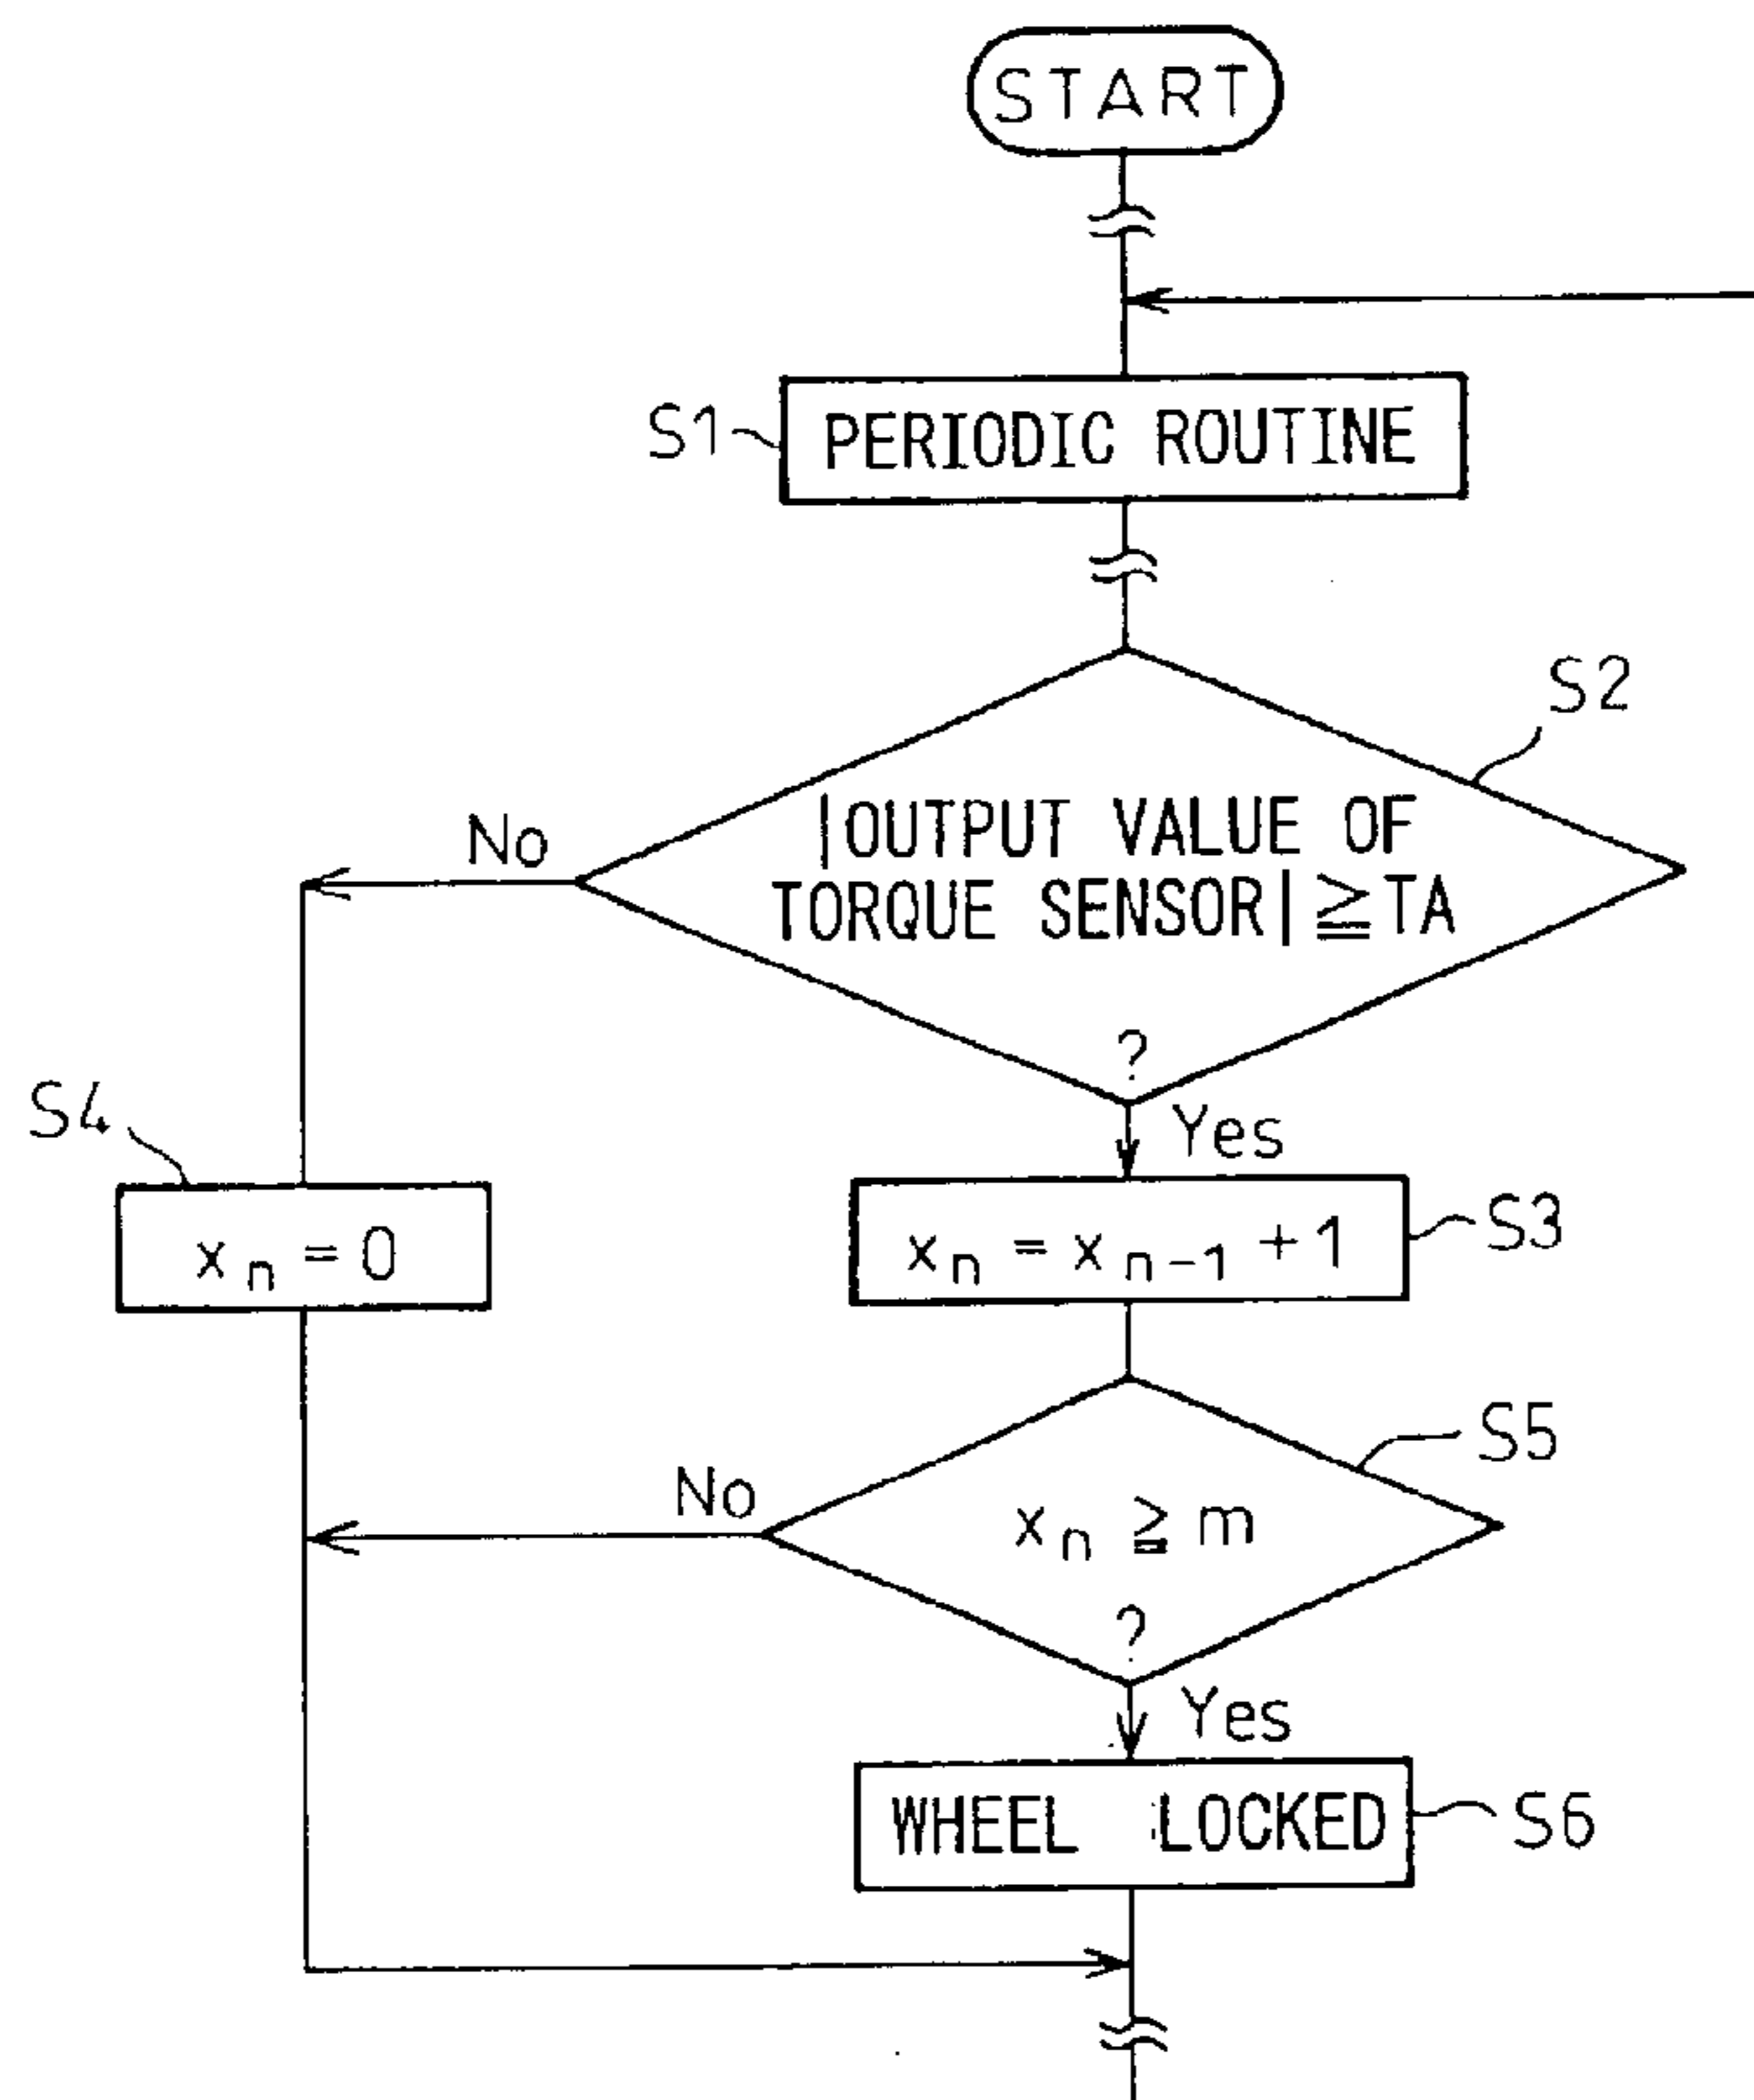 START
S1
PERIODIC ROUTINE
S2
|OUTPUT VALUE OF
TORQUE SENSOR|≧TA
?
No
Yes
S4
xn = 0
S3
xn = xn-1 + 1
S5
No
xn ≧ m
?
Yes
WHEEL LOCKED
S6